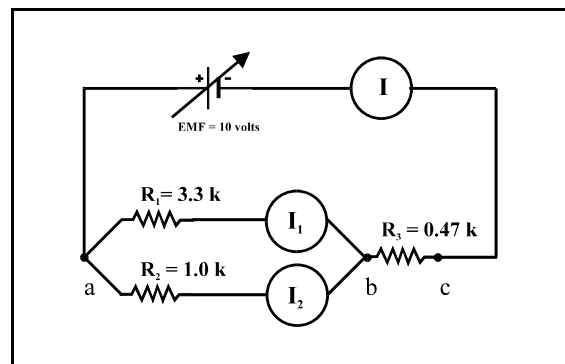 + -
I
EMF = 10 volts
R₁= 3.3 k
I₁
R₃ = 0.47 k
R₂ = 1.0 k
I₂
a
b
c